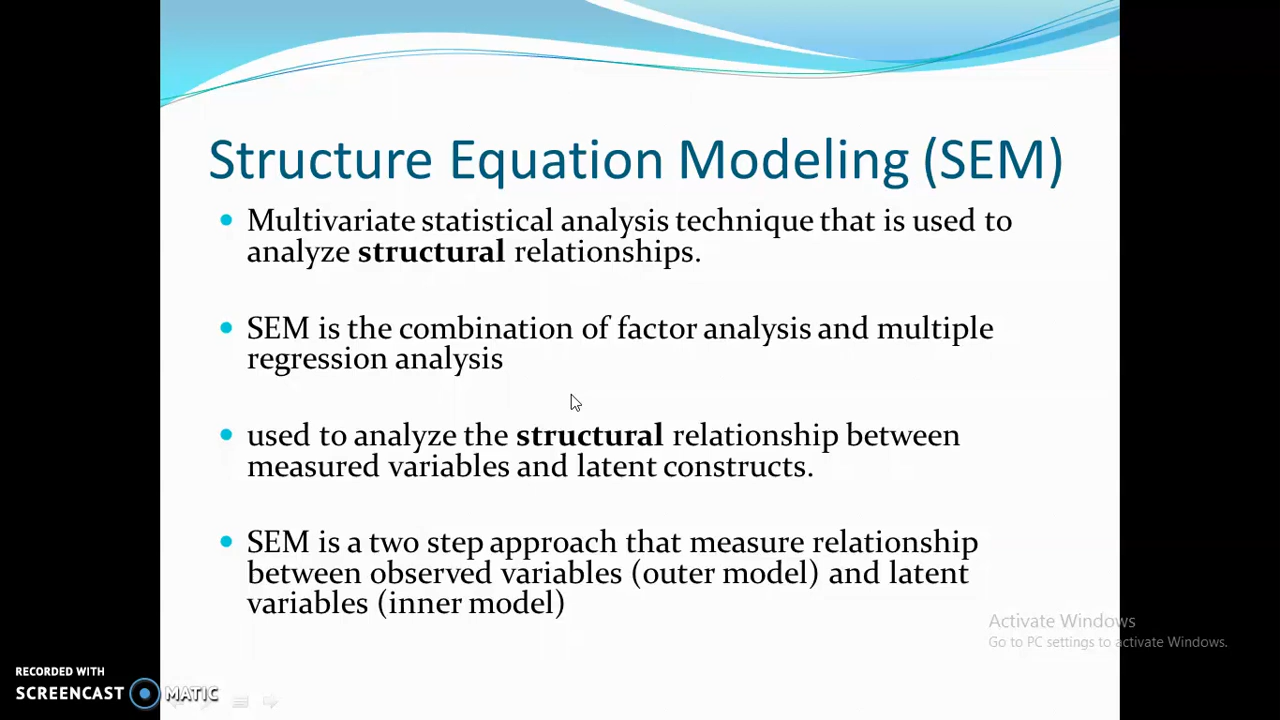 Structure Equation Modeling (SEM)
• Multivariate statistical analysis technique that is used to
analyze structural relationships.
• SEM is the combination of factor analysis and multiple
regression analysis
• used to analyze the structural relationship between
measured variables and latent constructs.
• SEM is a two step approach that measure relationship
between observed variables (outer model) and latent
variables (inner model)
Activate Windows
Go to PC settings to activate Windows.
RECORDED WITH
SCREENCAST MATIC